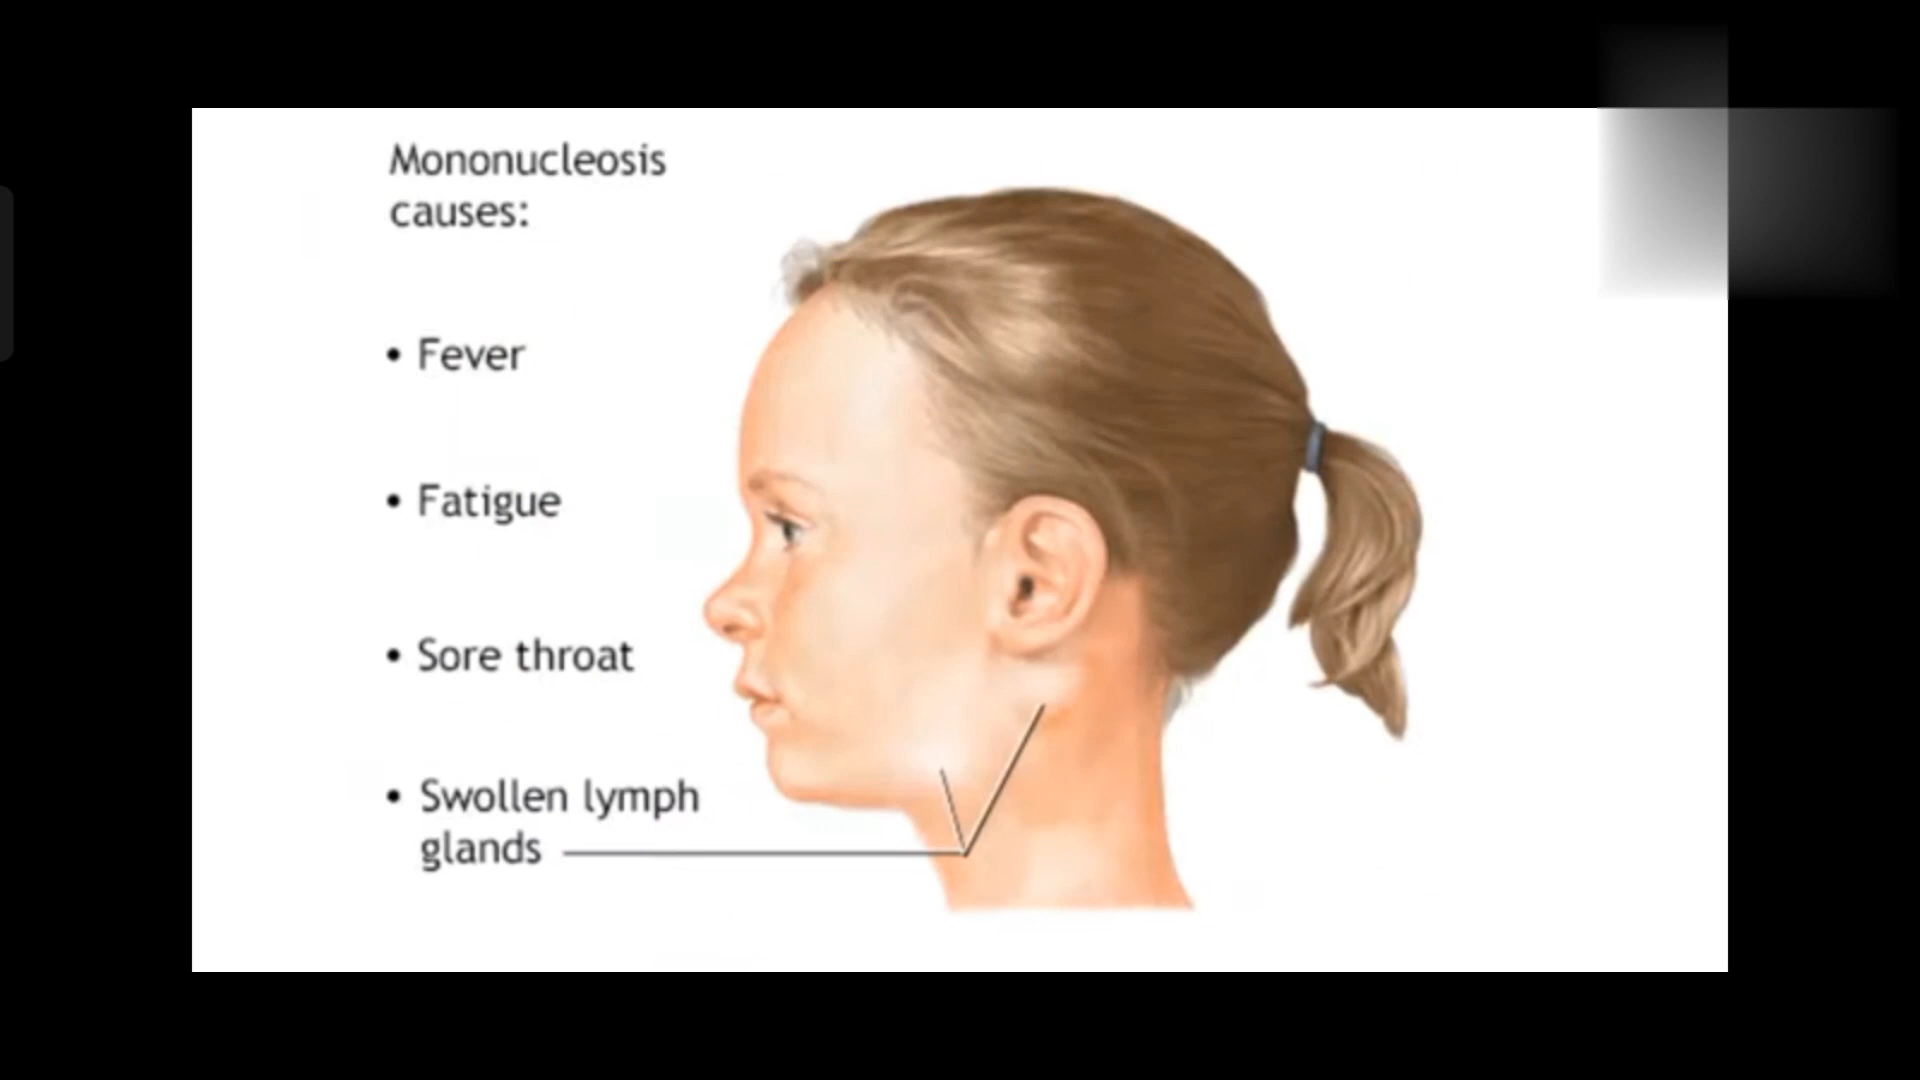 Mononucleosis
causes:
• Fever
• Fatigue
• Sore throat
• Swollen lymph
glands